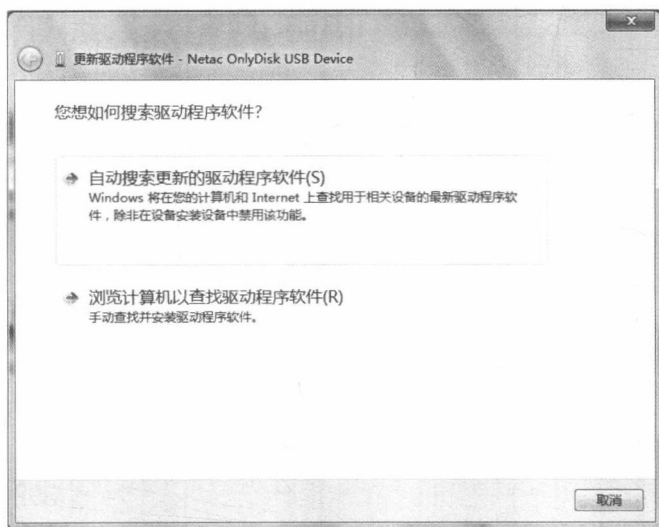 更新驱动程序软件 - Netac OnlyDisk USB Device
您想如何搜索驱动程序软件?
自动搜索更新的驱动程序软件(S)
Windows 将在您的计算机和 Internet 上查找用于相关设备的最新驱动程序软
件，除非在设备安装设备中禁用该功能。
浏览计算机以查找驱动程序软件(R)
手动查找并安装驱动程序软件。
取消